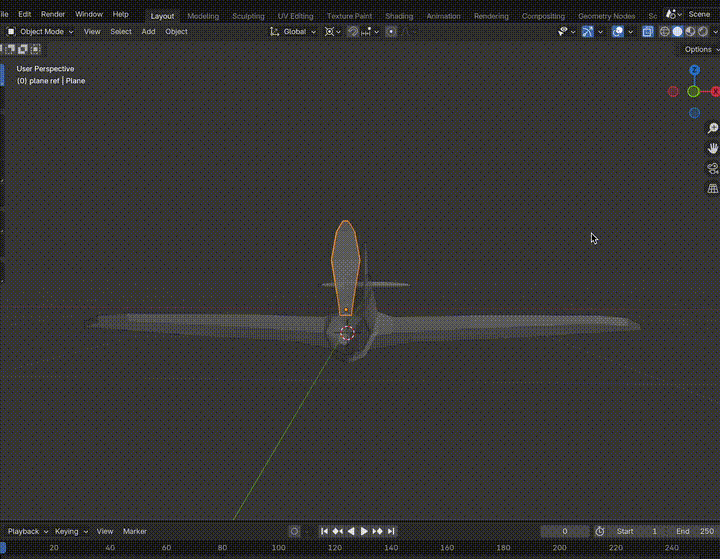 ile Edit Render Window Help Layout Modeling Sculpting UV Editing Texture Paint Shading Animation Rendering Compositing Geometry Nodes Sc Scene
Object Mode View Select Add Object Global
Options
User Perspective
(0) plane ref | Plane
Z
X
Playback Keying View Marker 0 Start 1 End 250
20 40 60 80 100 120 140 160 180 200 220 240